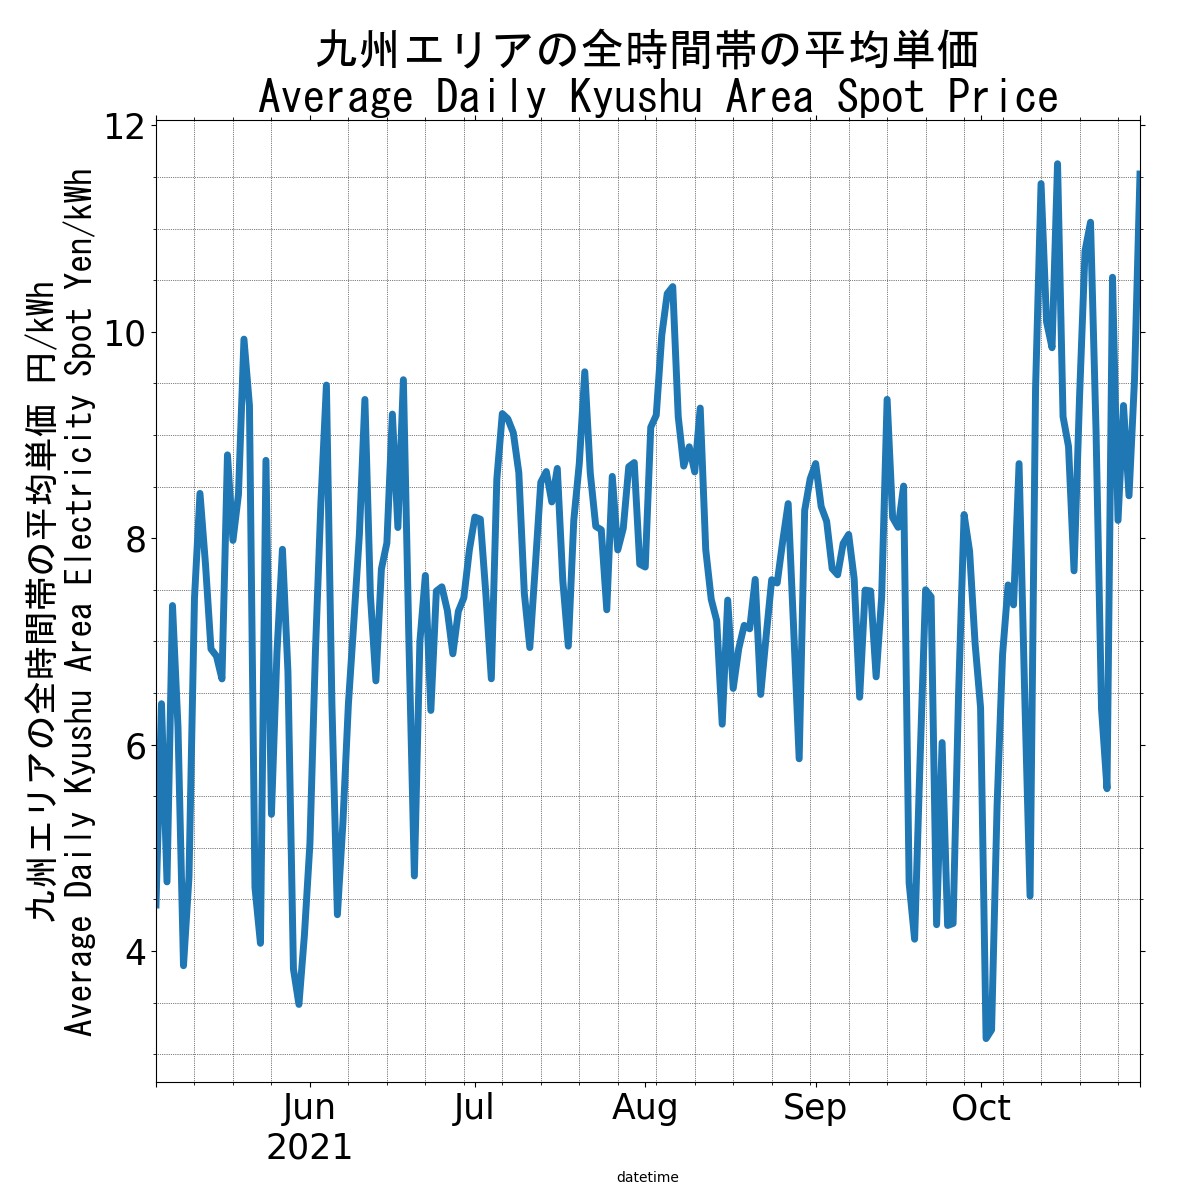 九州エリアの全時間帯の平均単価
Average Daily Kyushu Area Spot Price
九州エリアの全時間帯の平均単価 円/kWh
Average Daily Kyushu Area Electricity Spot Yen/kWh
12
10
8
6
4
Jun
2021
Jul
Aug
Sep
Oct
datetime